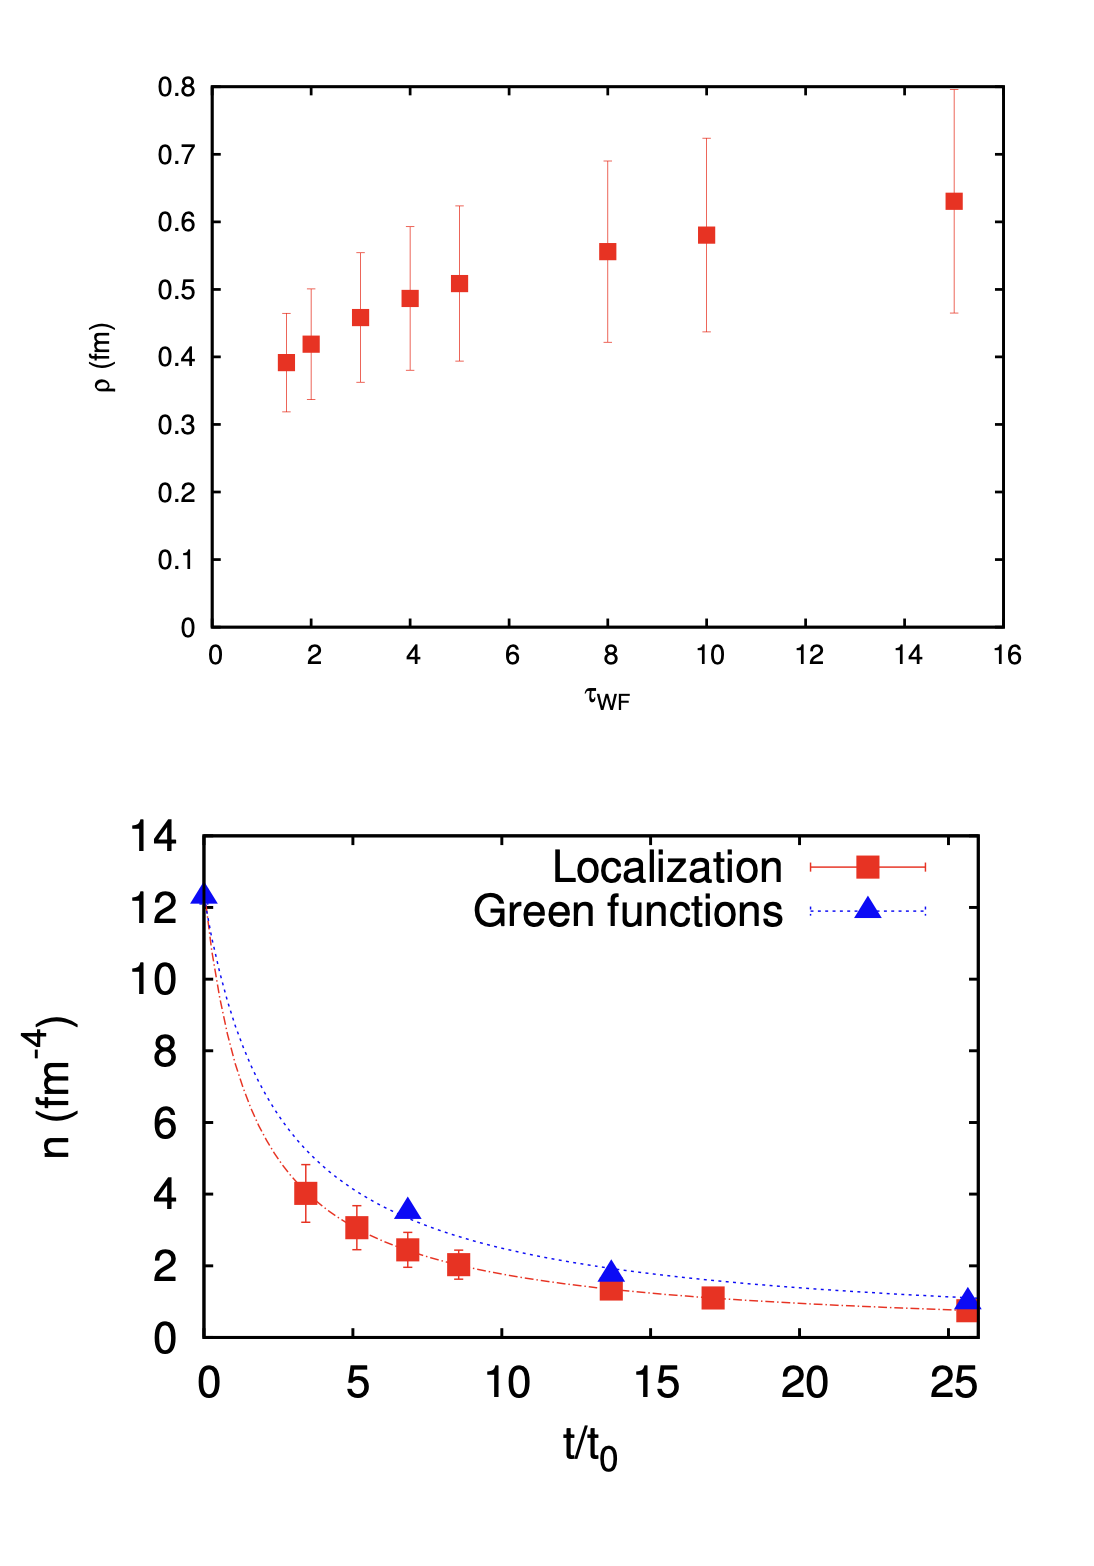 0.8
0.7
0.6
0.5
0.4
0.3
0.2
0.1
0
ρ (fm)
0 2 4 6 8 10 12 14 16
τWF
14
12
10
8
6
4
2
0
n (fm-4)
Localization
Green functions
0 5 10 15 20 25
t/t0